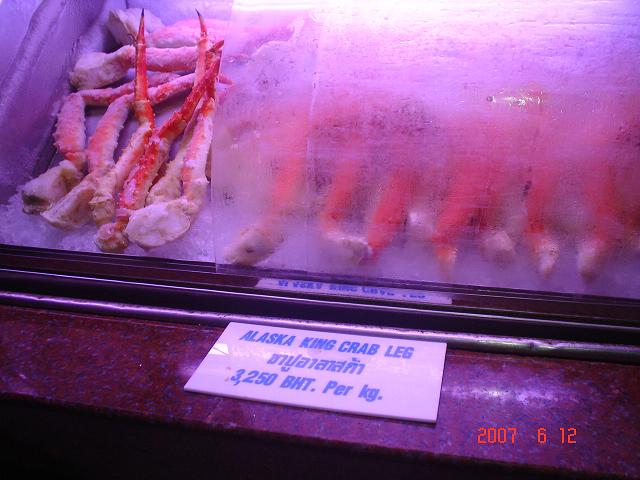 ALASKA KING CRAB LEG
ขาปูอาลาสก้า
3,250 BHT. Per kg.
2007 6 12